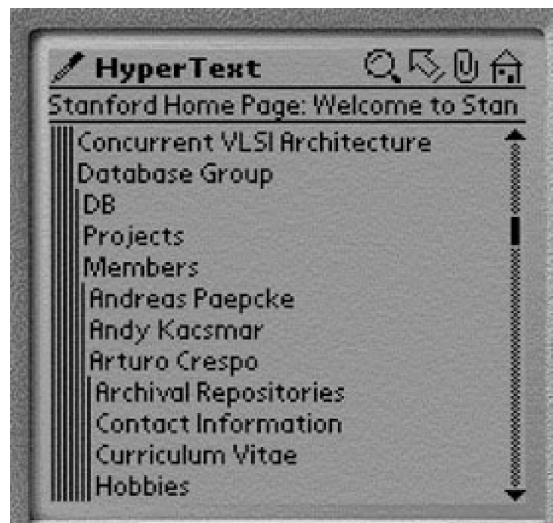 HyperText
Stanford Home Page: Welcome to Stan
Concurrent VLSI Architecture
Database Group
DB
Projects
Members
Andreas Paepcke
Andy Kacsmar
Arturo Crespo
Archival Repositories
Contact Information
Curriculum Vitae
Hobbies